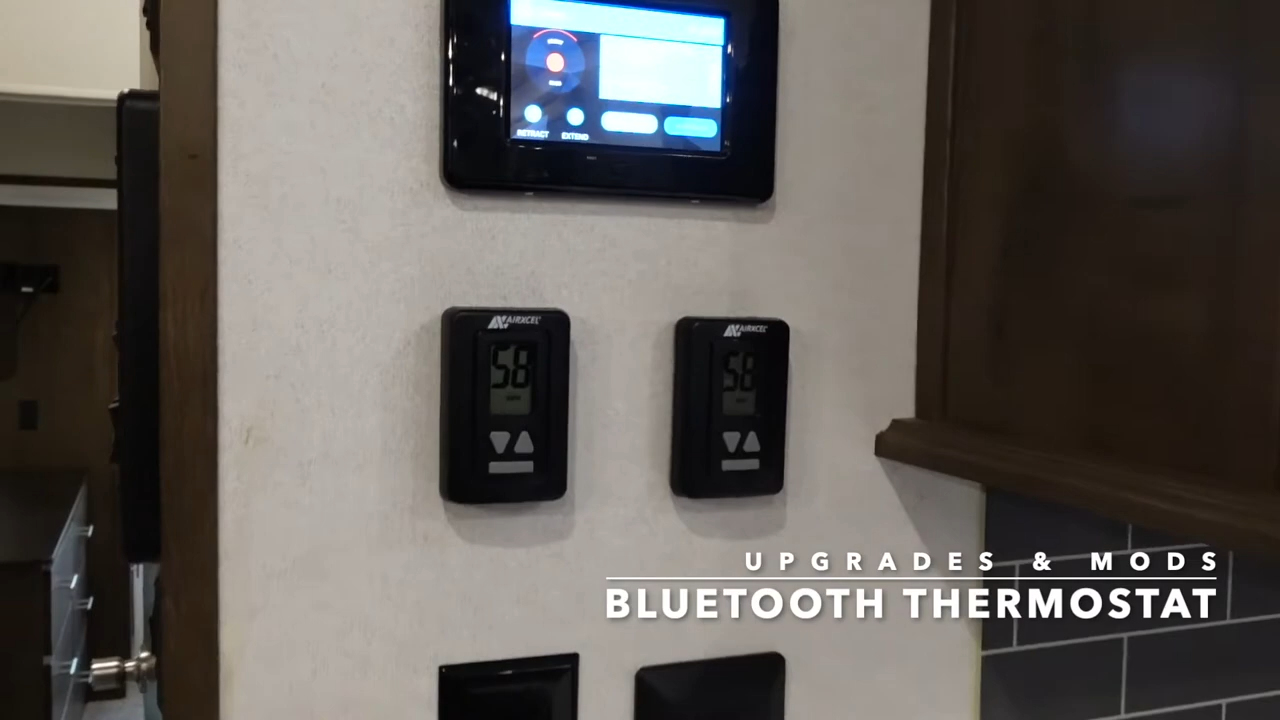 RETRACT EXTEND
AIRXCEL AIRXCEL
58 58
UPGRADES & MODS
BLUETOOTH THERMOSTAT